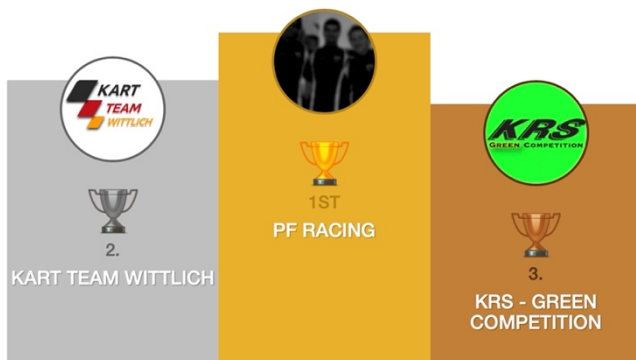 KART
TEAM
WITTLICH
2.
KART TEAM WITTLICH
1ST
PF RACING
KRS
GREEN COMPETITION
3.
KRS - GREEN
COMPETITION